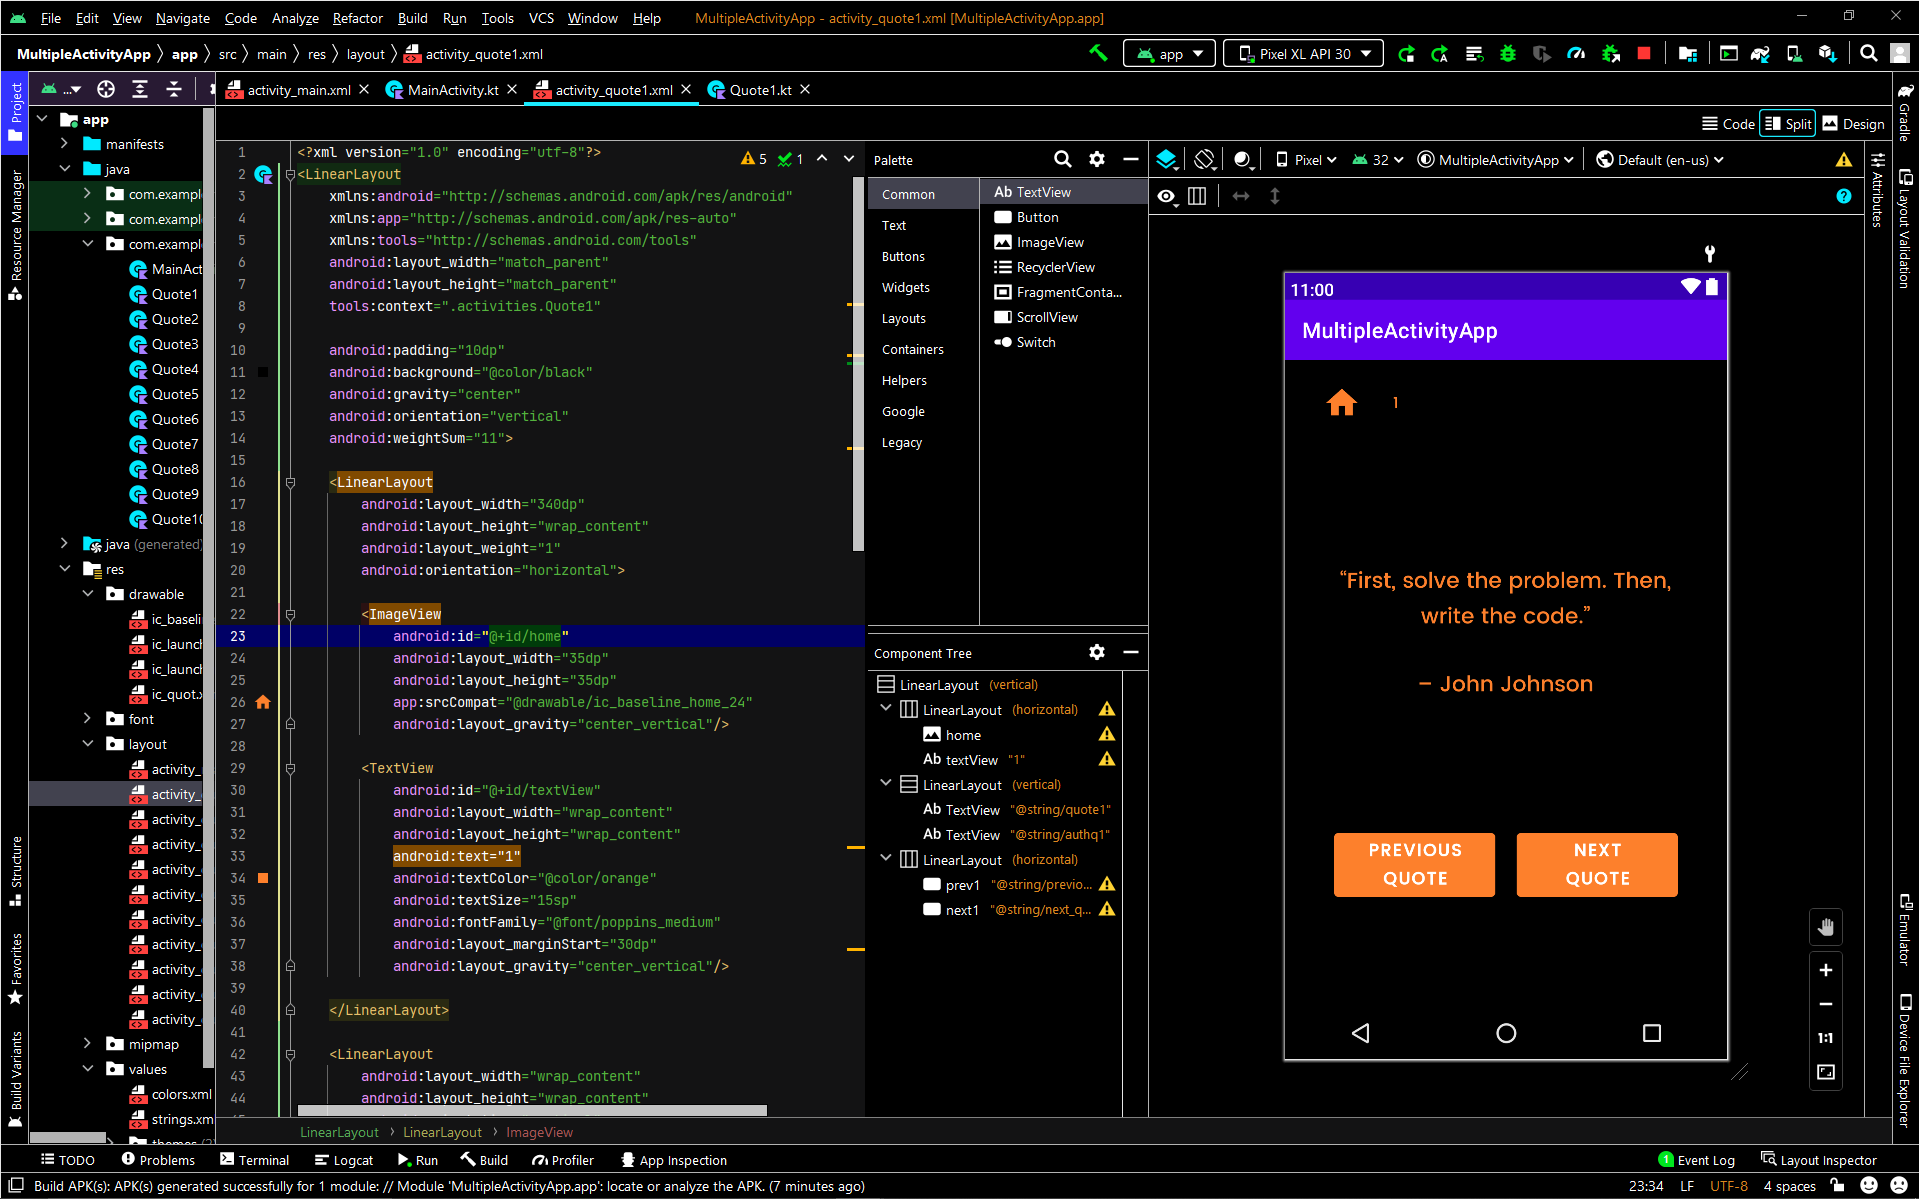 File Edit View Navigate Code Analyze Refactor Build Run Tools VCS Window Help MultipleActivityApp - activity_quote1.xml [MultipleActivityApp.app]
MultipleActivityApp app src main res layout activity_quote1.xml
app Pixel XL API 30
activity_main.xml MainActivity.kt activity_quote1.xml Quote1.kt
Code Split Design
Project
Resource Manager
Structure
Favorites
Build Variants
app
manifests
java
com.exampl
com.exampl
com.exampl
MainAct
Quote1
Quote2
Quote3
Quote4
Quote5
Quote6
Quote7
Quote8
Quote9
Quote10
java (generated)
res
drawable
ic_baseli
ic_launch
ic_launch
ic_quot.x
font
layout
activity_
activity_
activity_
activity_
activity_
activity_
activity_
activity_
activity_
activity_
activity_
mipmap
values
colors.xml
strings.xm
themes (2)
5 1
1 <?xml version="1.0" encoding="utf-8"?>
2 <LinearLayout
3 xmlns:android="http://schemas.android.com/apk/res/android"
4 xmlns:app="http://schemas.android.com/apk/res-auto"
5 xmlns:tools="http://schemas.android.com/tools"
6 android:layout_width="match_parent"
7 android:layout_height="match_parent"
8 tools:context=".activities.Quote1"
9
10 android:padding="10dp"
11 android:background="@color/black"
12 android:gravity="center"
13 android:orientation="vertical"
14 android:weightSum="11">
15
16 <LinearLayout
17 android:layout_width="340dp"
18 android:layout_height="wrap_content"
19 android:layout_weight="1"
20 android:orientation="horizontal">
21
22 <ImageView
23 android:id="@+id/home"
24 android:layout_width="35dp"
25 android:layout_height="35dp"
26 app:srcCompat="@drawable/ic_baseline_home_24"
27 android:layout_gravity="center_vertical"/>
28
29 <TextView
30 android:id="@+id/textView"
31 android:layout_width="wrap_content"
32 android:layout_height="wrap_content"
33 android:text="1"
34 android:textColor="@color/orange"
35 android:textSize="15sp"
36 android:fontFamily="@font/poppins_medium"
37 android:layout_marginStart="30dp"
38 android:layout_gravity="center_vertical"/>
39
40 </LinearLayout>
41
42 <LinearLayout
43 android:layout_width="wrap_content"
44 android:layout_height="wrap_content"
LinearLayout LinearLayout ImageView
Palette
Common
Text
Buttons
Widgets
Layouts
Containers
Helpers
Google
Legacy
Ab TextView
Button
ImageView
RecyclerView
FragmentConta...
ScrollView
Switch
Component Tree
LinearLayout (vertical)
LinearLayout (horizontal)
home
Ab textView "1"
LinearLayout (vertical)
Ab TextView "@string/quote1"
Ab TextView "@string/authq1"
LinearLayout (horizontal)
prev1 "@string/previo...
next1 "@string/next_q...
Pixel 32 MultipleActivityApp Default (en-us)
?
11:00
MultipleActivityApp
1
“First, solve the problem. Then,
write the code.”
– John Johnson
PREVIOUS
QUOTE
NEXT
QUOTE
1:1
Gradle
Attributes
Layout Validation
Emulator
Device File Explorer
TODO Problems Terminal Logcat Run Build Profiler App Inspection 1 Event Log Layout Inspector
Build APK(s): APK(s) generated successfully for 1 module: // Module 'MultipleActivityApp.app': locate or analyze the APK. (7 minutes ago) 23:34 LF UTF-8 4 spaces